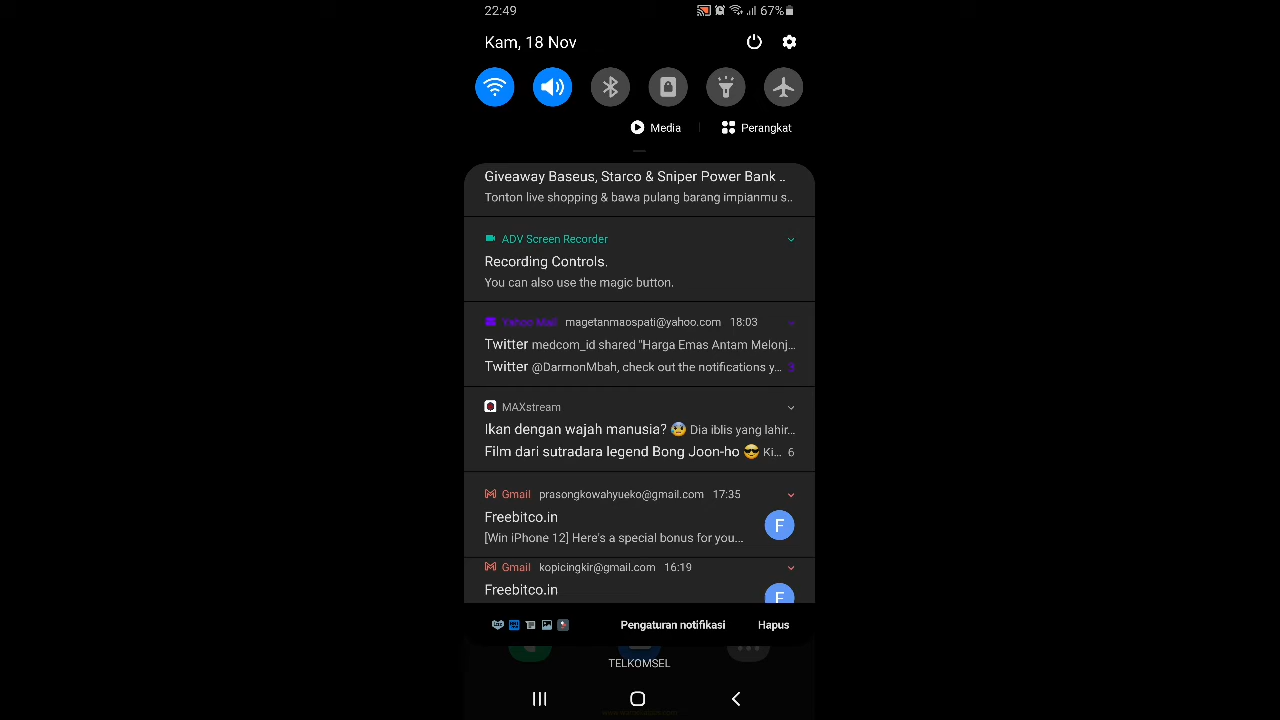 22:49
67%
Kam, 18 Nov
Media
Perangkat
Giveaway Baseus, Starco & Sniper Power Bank ..
Tonton live shopping & bawa pulang barang impianmu s..
ADV Screen Recorder
Recording Controls.
You can also use the magic button.
Yahoo Mail magetanmaospati@yahoo.com 18:03
Twitter medcom_id shared "Harga Emas Antam Melonj...
Twitter @DarmonMbah, check out the notifications y... 3
MAXstream
Ikan dengan wajah manusia? 😰 Dia iblis yang lahir...
Film dari sutradara legend Bong Joon-ho 😎 Ki... 6
Gmail prasongkowahyueko@gmail.com 17:35
Freebitco.in
F
[Win iPhone 12] Here's a special bonus for you...
Gmail kopicingkir@gmail.com 16:19
Freebitco.in
F
Pengaturan notifikasi
Hapus
TELKOMSEL